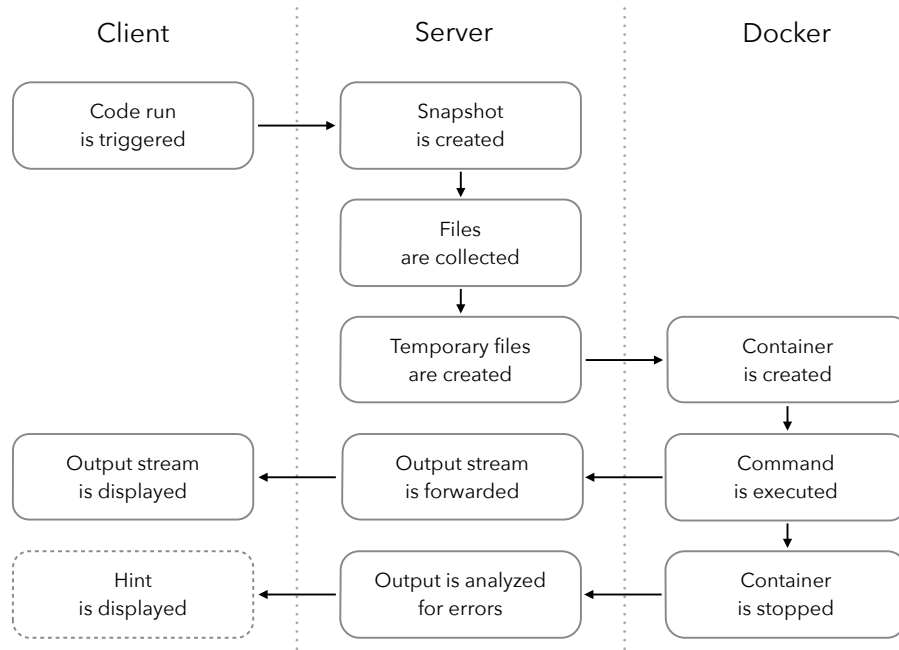 Client
Server
Docker
Code run
is triggered
Snapshot
is created
Files
are collected
Temporary files
are created
Container
is created
Output stream
is displayed
Output stream
is forwarded
Command
is executed
Hint
is displayed
Output is analyzed
for errors
Container
is stopped